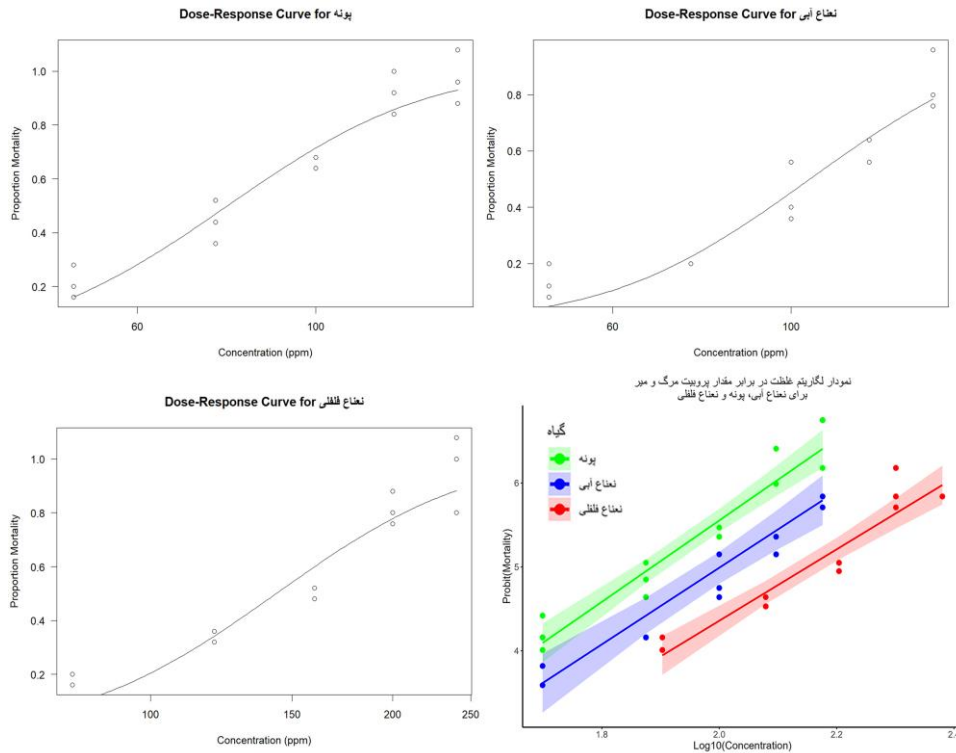 Dose-Response Curve for پونه
Proportion Mortality
1.0
0.8
0.6
0.4
0.2
60
100
Concentration (ppm)
Dose-Response Curve for نعناع آبی
Proportion Mortality
0.8
0.6
0.4
0.2
60
100
Concentration (ppm)
Dose-Response Curve for نعناع فلفلی
Proportion Mortality
1.0
0.8
0.6
0.4
0.2
100
150
200
250
Concentration (ppm)
نمودار لگاریتم غلظت در برابر مقدار پروبیت مرگ و میر
برای نعناع آبی، پونه و نعناع فلفلی
گیاه
پونه
نعناع آبی
نعناع فلفلی
Probit(Mortality)
6
5
4
1.8
2.0
2.2
2.4
Log10(Concentration)